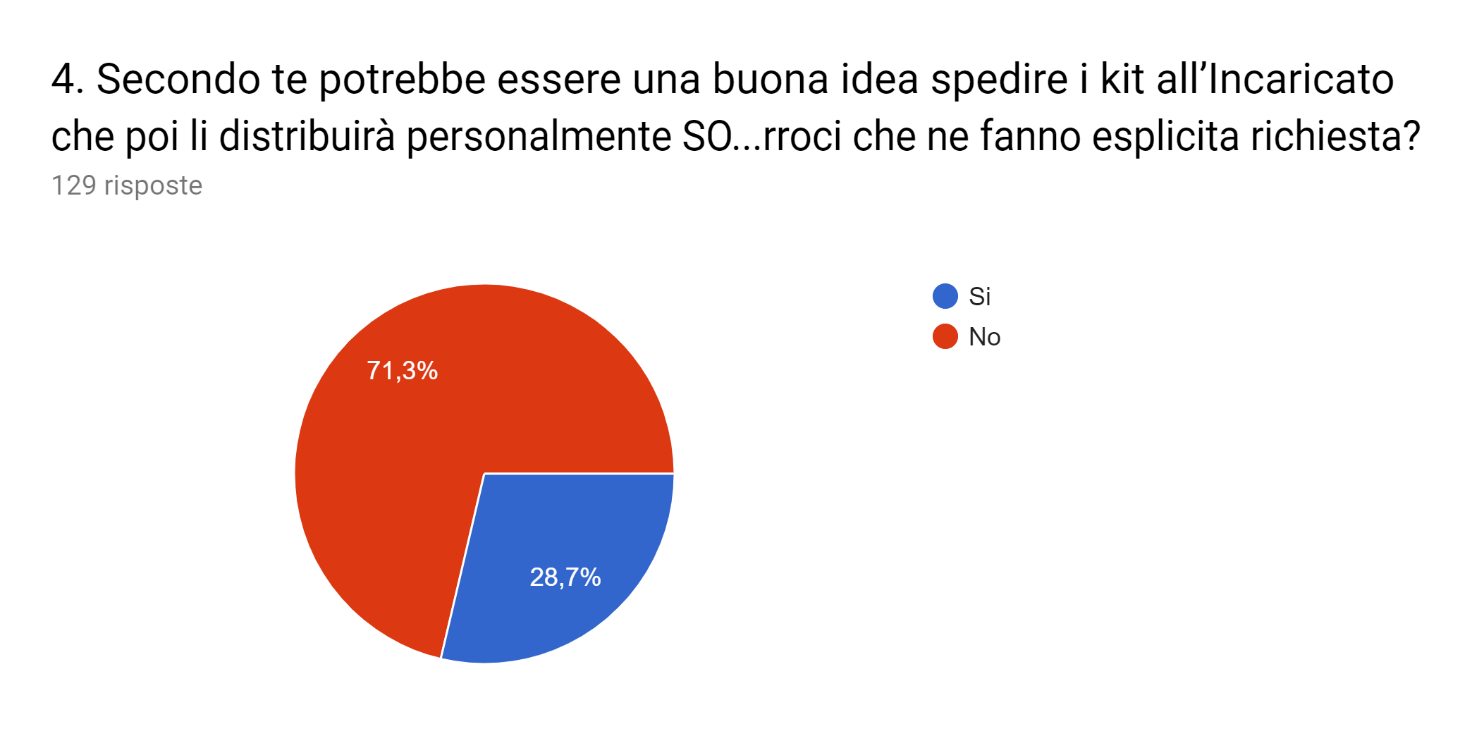 4. Secondo te potrebbe essere una buona idea spedire i kit all’Incaricato
che poi li distribuirà personalmente SO...rroci che ne fanno esplicita richiesta?
129 risposte
Si
No
71,3%
28,7%